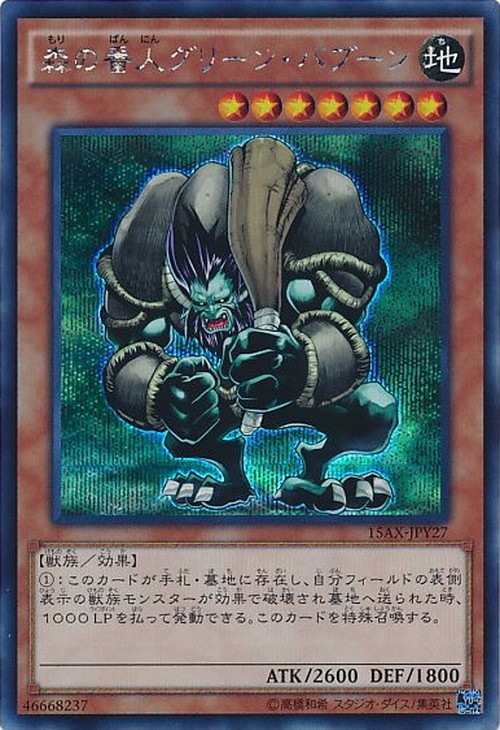 森の番人グリーン・バブーン
地
15AX-JPY27
【獣族／効果】
①：このカードが手札・墓地に存在し、自分フィールドの表側
表示の獣族モンスターが効果で破壊され墓地へ送られた時、
1000LPを払って発動できる。このカードを特殊召喚する。
ATK/2600 DEF/1800
46668237
©高橋和希 スタジオ・ダイス/集英社